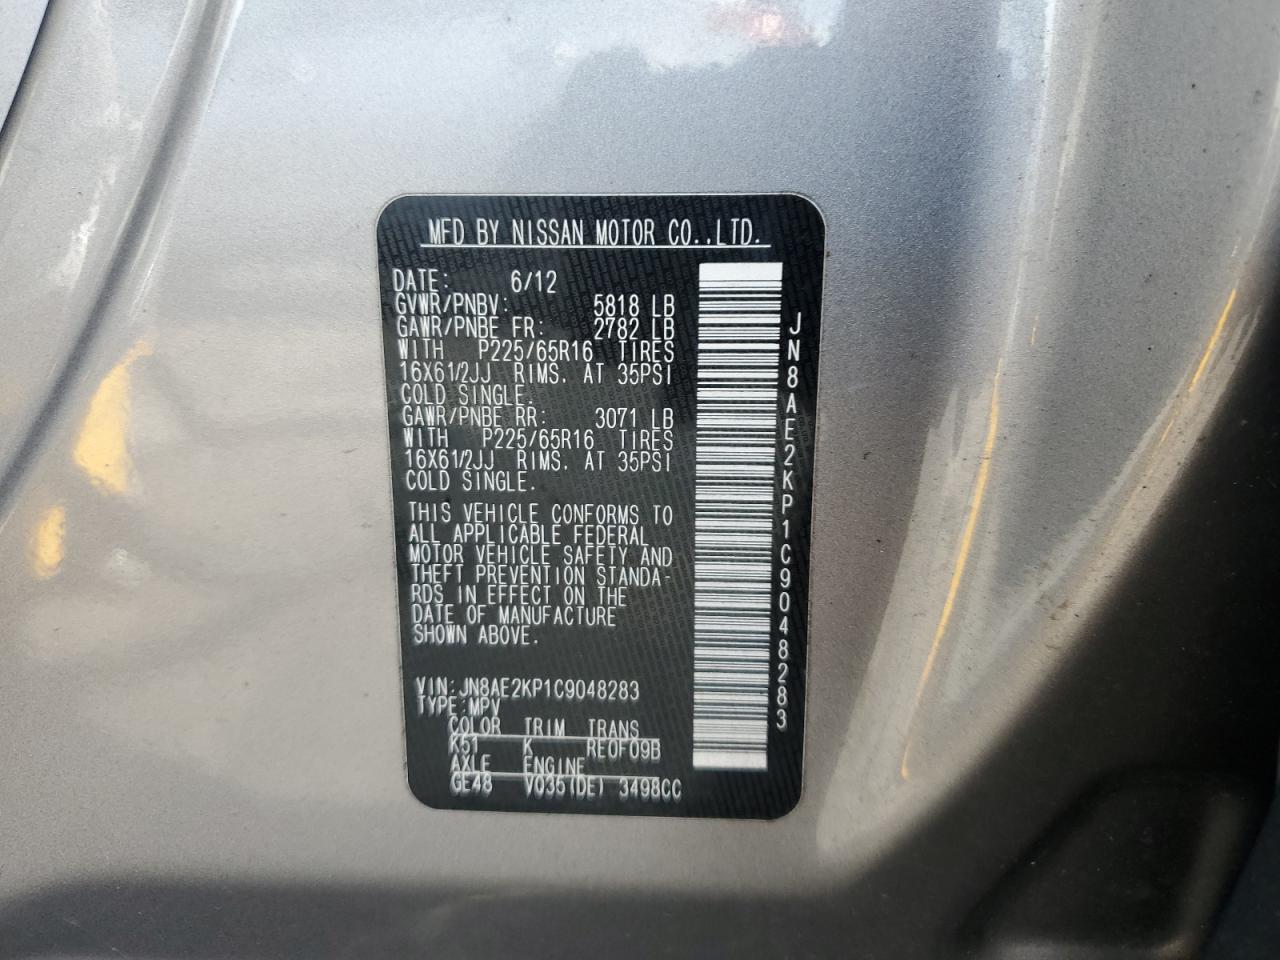 MFD BY NISSAN MOTOR CO.,LTD.
DATE: 6/12
GVWR/PNBV: 5818 LB
GAWR/PNBE FR: 2782 LB
WITH P225/65R16 TIRES
16X61/2JJ RIMS. AT 35PSI
COLD SINGLE.
GAWR/PNBE RR: 3071 LB
WITH P225/65R16 TIRES
16X61/2JJ RIMS. AT 35PSI
COLD SINGLE.
THIS VEHICLE CONFORMS TO
ALL APPLICABLE FEDERAL
MOTOR VEHICLE SAFETY AND
THEFT PREVENTION STANDA-
RDS IN EFFECT ON THE
DATE OF MANUFACTURE
SHOWN ABOVE.
VIN:JN8AE2KP1C9048283
TYPE:MPV
COLOR TRIM TRANS
K51 K RE0F09B
AXLE ENGINE
GE48 VQ35(DE) 3498CC
JN8AE2KP1C9048283